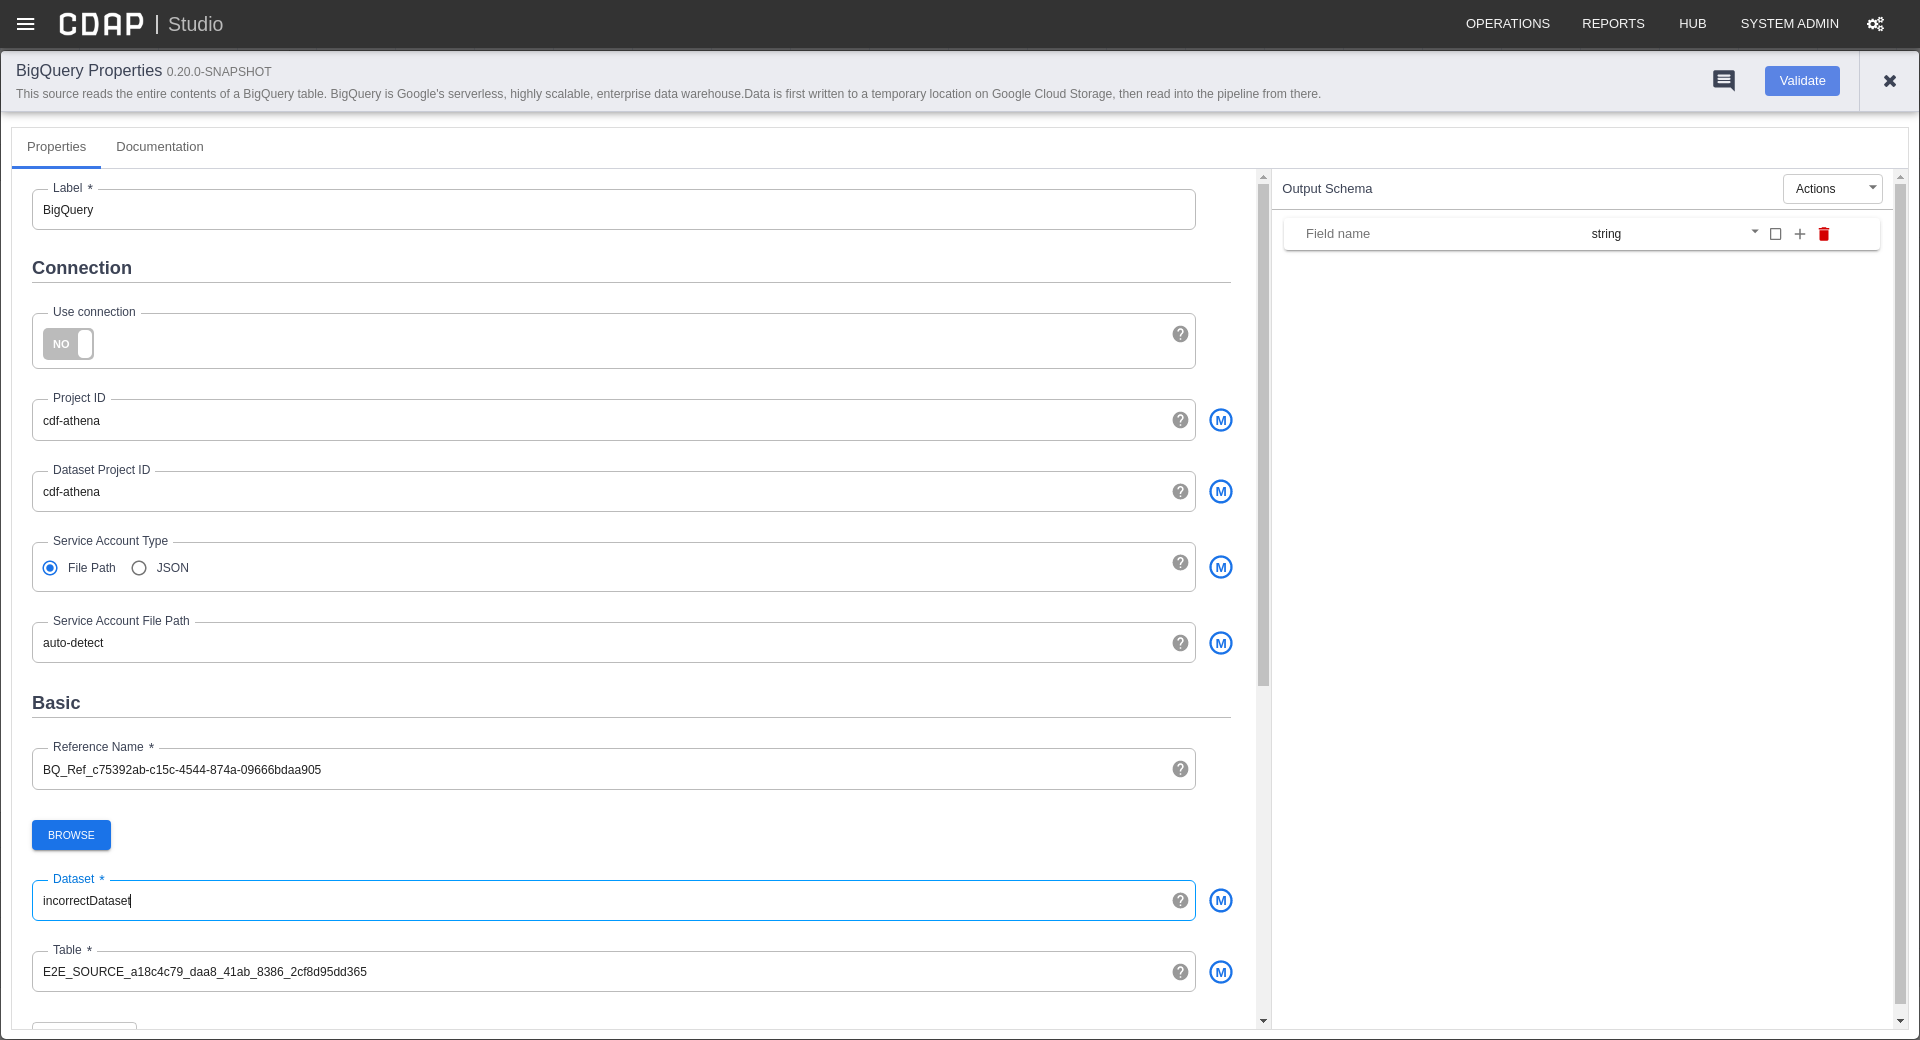 CDAP | Studio
OPERATIONS REPORTS HUB SYSTEM ADMIN
BigQuery Properties 0.20.0-SNAPSHOT
This source reads the entire contents of a BigQuery table. BigQuery is Google's serverless, highly scalable, enterprise data warehouse.Data is first written to a temporary location on Google Cloud Storage, then read into the pipeline from there.
Validate
Properties Documentation
Label *
BigQuery
Connection
Use connection
NO
Project ID
cdf-athena
M
Dataset Project ID
cdf-athena
M
Service Account Type
File Path JSON
M
Service Account File Path
auto-detect
M
Basic
Reference Name *
BQ_Ref_c75392ab-c15c-4544-874a-09666bdaa905
BROWSE
Dataset *
incorrectDataset
M
Table *
E2E_SOURCE_a18c4c79_daa8_41ab_8386_2cf8d95dd365
M
Output Schema
Actions
Field name string